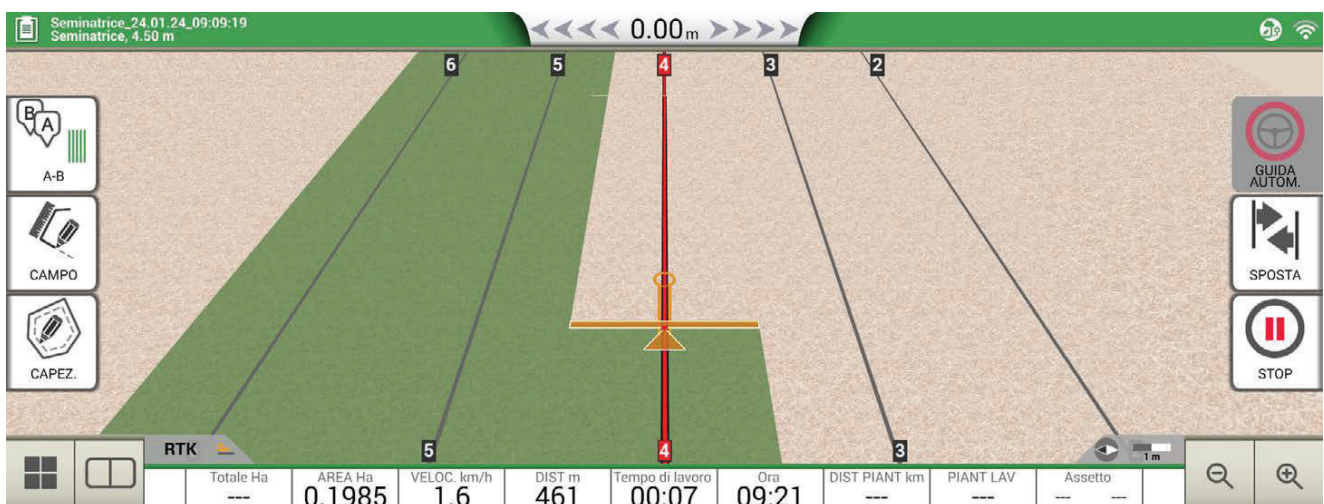 Seminatrice_24.01.24_09:09:19
Seminatrice, 4.50 m
0.00 m
6 5 4 3 2
B A
A-B
CAMPO
CAPEZ.
GUIDA
AUTOM.
SPOSTA
STOP
5 4 3
RTK
1 m
Totale Ha
---
AREA Ha
0.1985
VELOC. km/h
1.6
DIST m
461
Tempo di lavoro
00:07
Ora
09:21
DIST PIANT km
---
PIANT LAV
---
Assetto
--- ---